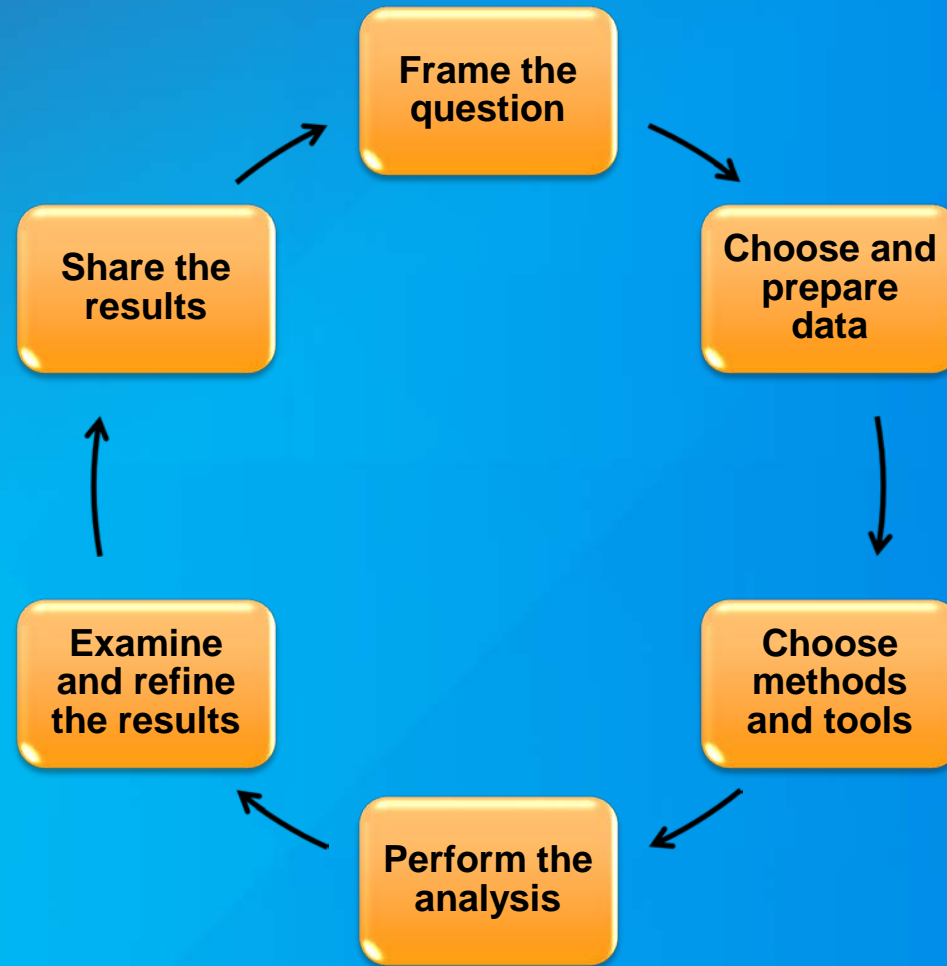 Frame the
question
Choose and
prepare
data
Choose
methods
and tools
Perform the
analysis
Examine
and refine
the results
Share the
results